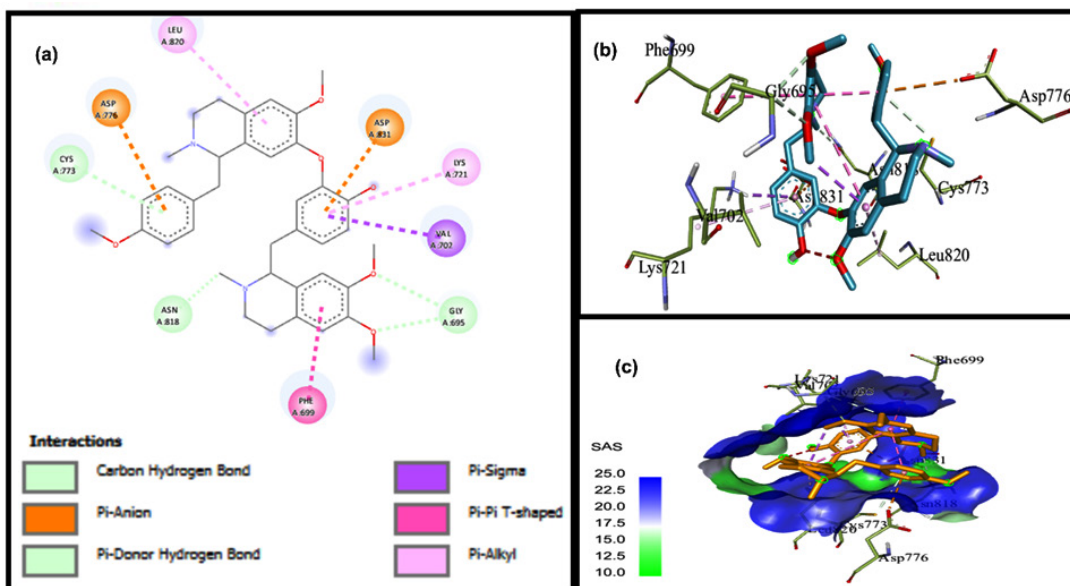 (a)
LEU
A:820
ASP
A:776
ASP
A:831
CYS
A:773
LYS
A:721
VAL
A:702
N
O
O
O
O
ASN
A:818
N
O
O
GLY
A:695
PHE
A:699
Interactions
Carbon Hydrogen Bond
Pi-Anion
Pi-Donor Hydrogen Bond
Pi-Sigma
Pi-Pi T-shaped
Pi-Alkyl
(b)
Phe699
Gly695
Asp776
Cys773
Val702
Lys721
Leu820
(c)
Phe699
SAS
25.0
22.5
20.0
17.5
15.0
12.5
10.0
Asp776